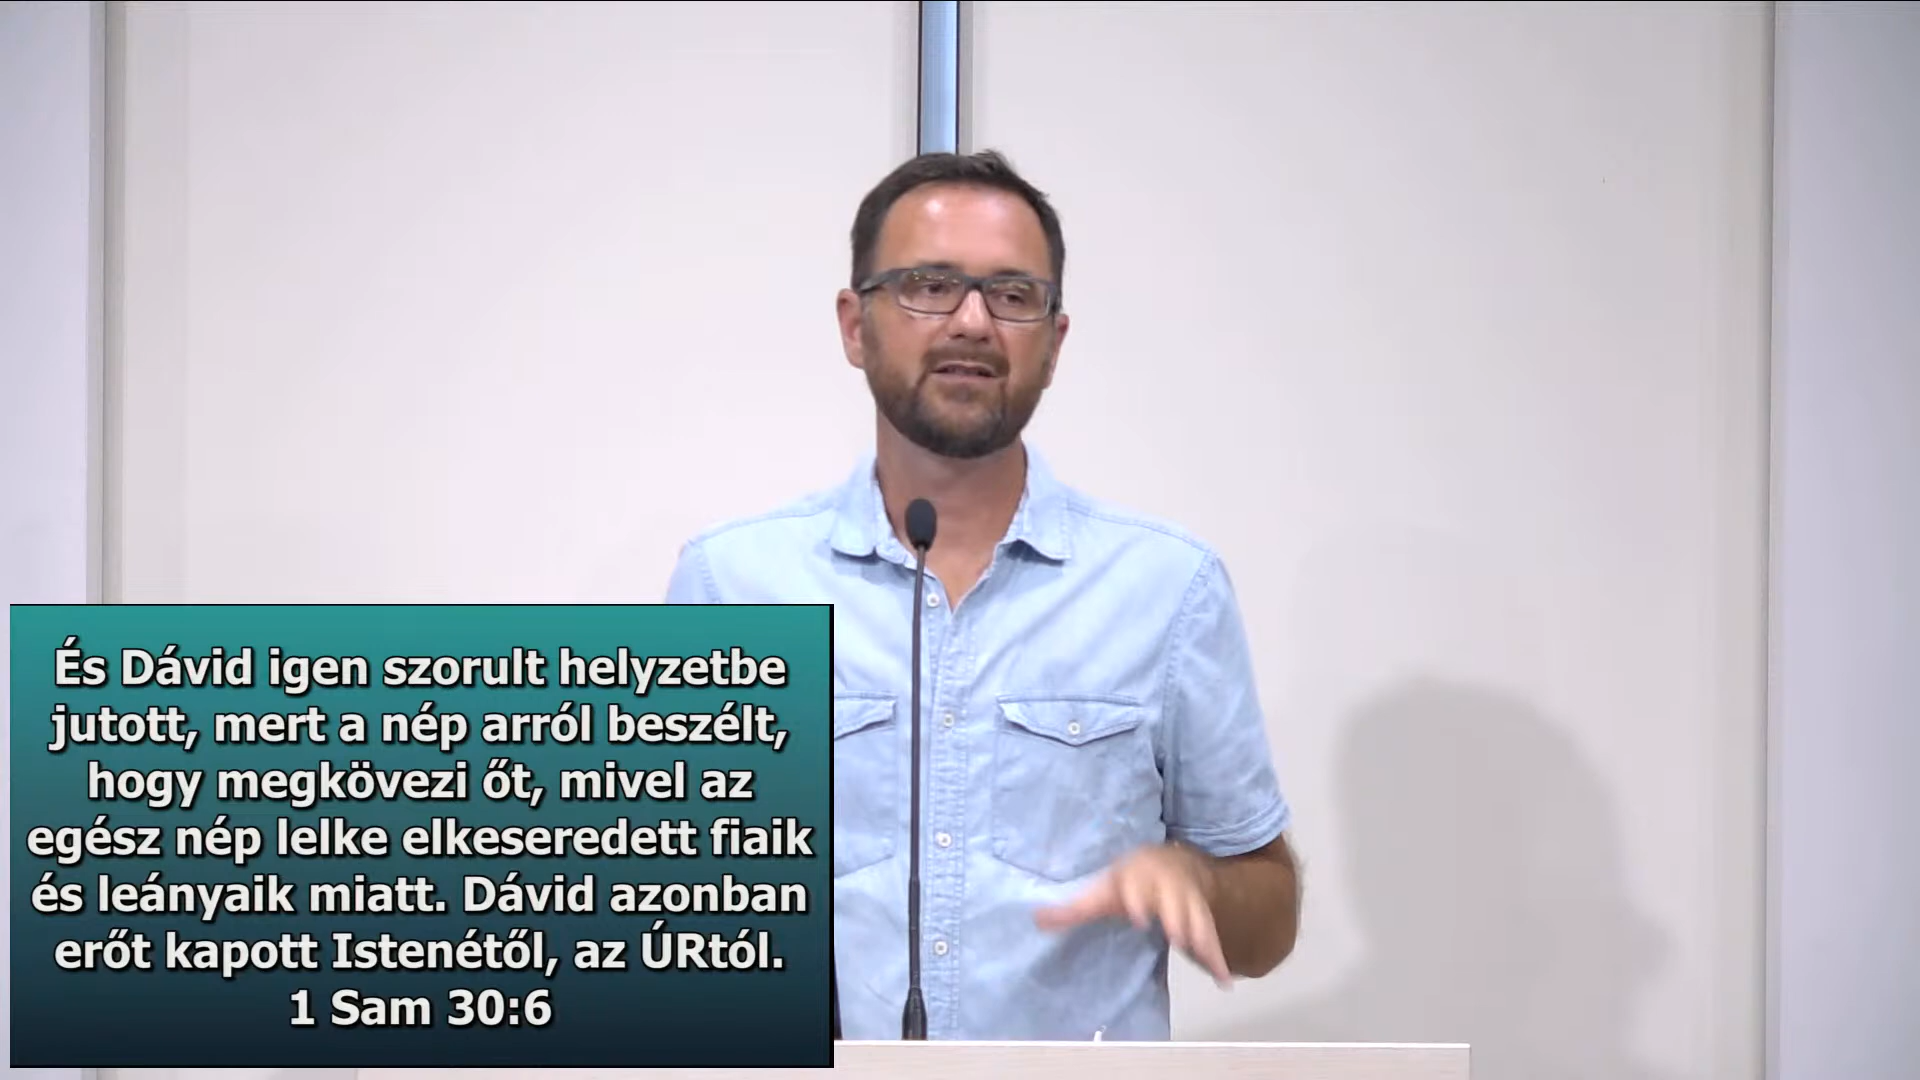 És Dávid igen szorult helyzetbe
jutott, mert a nép arról beszélt,
hogy megkövezi őt, mivel az
egész nép lelke elkeseredett fiaik
és leányaik miatt. Dávid azonban
erőt kapott Istenétől, az ÚRtól.
1 Sam 30:6